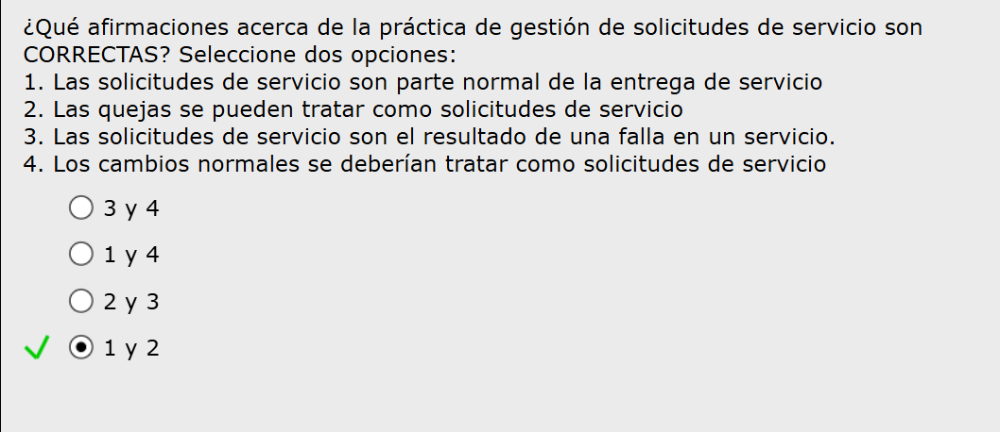 ¿Qué afirmaciones acerca de la práctica de gestión de solicitudes de servicio son
CORRECTAS? Seleccione dos opciones:
1. Las solicitudes de servicio son parte normal de la entrega de servicio
2. Las quejas se pueden tratar como solicitudes de servicio
3. Las solicitudes de servicio son el resultado de una falla en un servicio.
4. Los cambios normales se deberían tratar como solicitudes de servicio
3 y 4
1 y 4
2 y 3
1 y 2